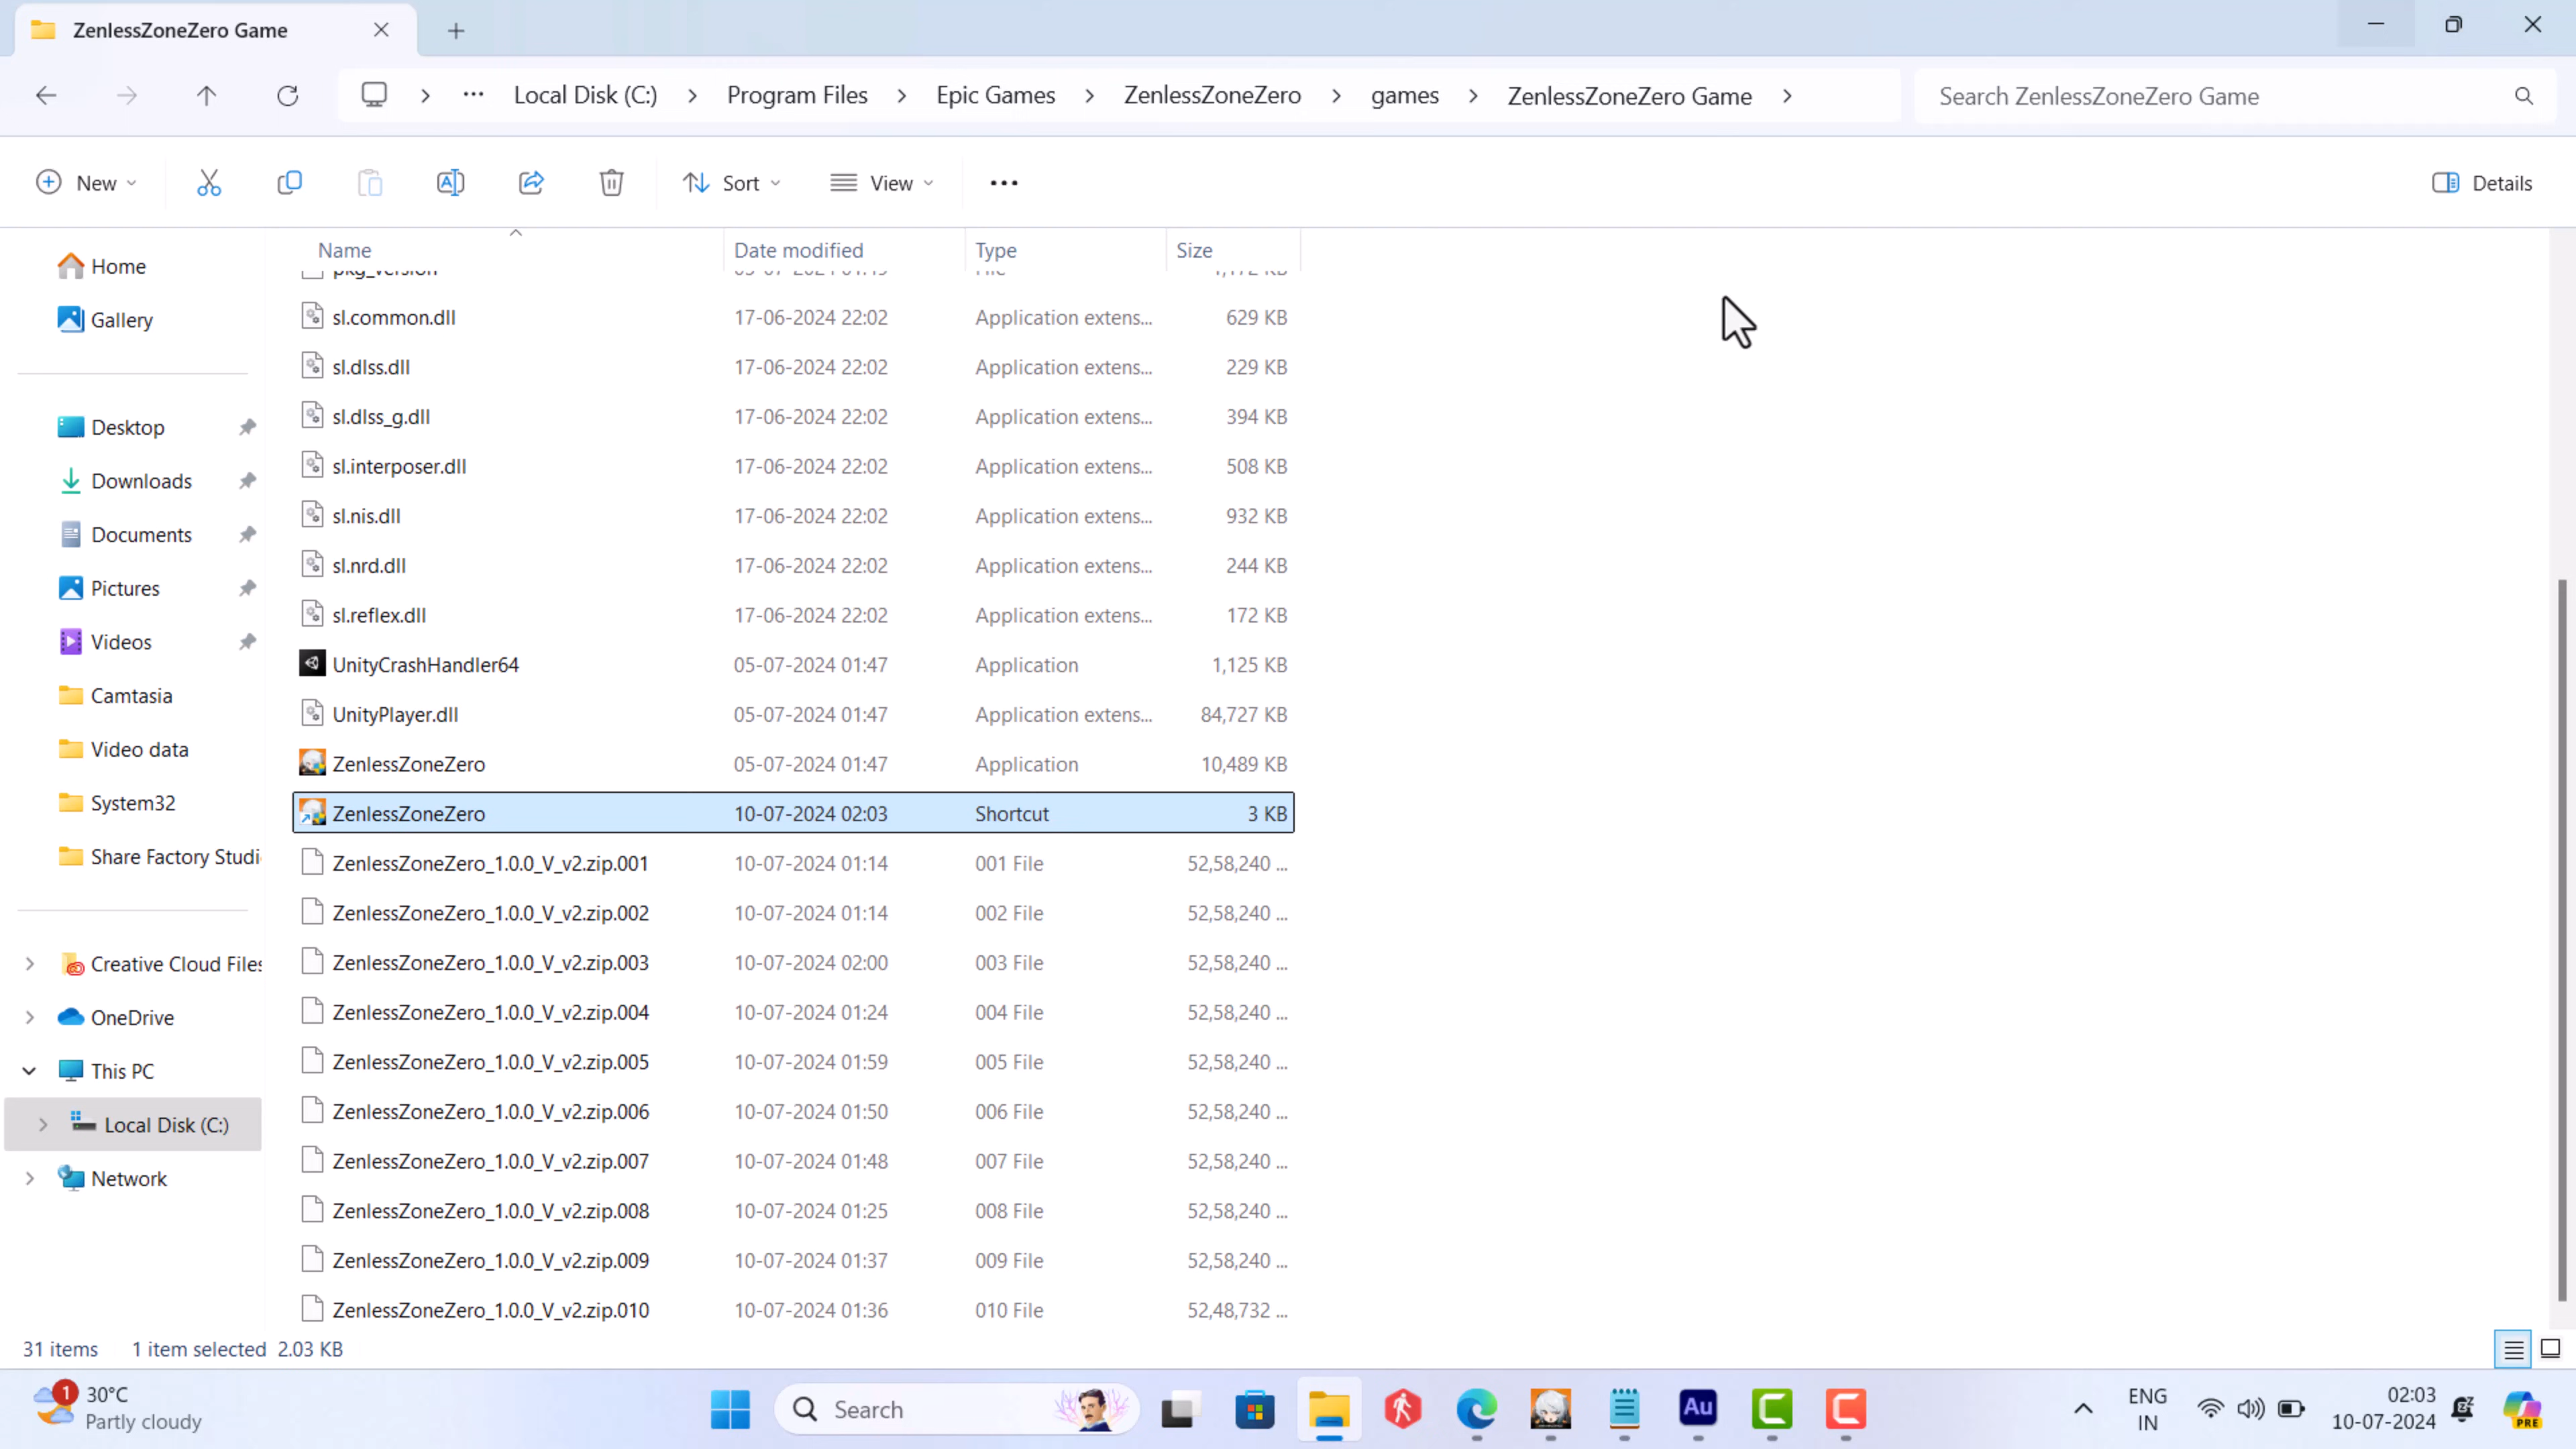 ZenlessZoneZero Game
Local Disk (C:) Program Files Epic Games ZenlessZoneZero games ZenlessZoneZero Game Search ZenlessZoneZero Game
New Sort View Details
Name Date modified Type Size
Home
Gallery
Desktop
Downloads
Documents
Pictures
Videos
Camtasia
Video data
System32
Share Factory Studi
Creative Cloud Files
OneDrive
This PC
Local Disk (C:)
Network
pkg_version
sl.common.dll 17-06-2024 22:02 Application extens... 629 KB
sl.dlss.dll 17-06-2024 22:02 Application extens... 229 KB
sl.dlss_g.dll 17-06-2024 22:02 Application extens... 394 KB
sl.interposer.dll 17-06-2024 22:02 Application extens... 508 KB
sl.nis.dll 17-06-2024 22:02 Application extens... 932 KB
sl.nrd.dll 17-06-2024 22:02 Application extens... 244 KB
sl.reflex.dll 17-06-2024 22:02 Application extens... 172 KB
UnityCrashHandler64 05-07-2024 01:47 Application 1,125 KB
UnityPlayer.dll 05-07-2024 01:47 Application extens... 84,727 KB
ZenlessZoneZero 05-07-2024 01:47 Application 10,489 KB
ZenlessZoneZero 10-07-2024 02:03 Shortcut 3 KB
ZenlessZoneZero_1.0.0_V_v2.zip.001 10-07-2024 01:14 001 File 52,58,240 ...
ZenlessZoneZero_1.0.0_V_v2.zip.002 10-07-2024 01:14 002 File 52,58,240 ...
ZenlessZoneZero_1.0.0_V_v2.zip.003 10-07-2024 02:00 003 File 52,58,240 ...
ZenlessZoneZero_1.0.0_V_v2.zip.004 10-07-2024 01:24 004 File 52,58,240 ...
ZenlessZoneZero_1.0.0_V_v2.zip.005 10-07-2024 01:59 005 File 52,58,240 ...
ZenlessZoneZero_1.0.0_V_v2.zip.006 10-07-2024 01:50 006 File 52,58,240 ...
ZenlessZoneZero_1.0.0_V_v2.zip.007 10-07-2024 01:48 007 File 52,58,240 ...
ZenlessZoneZero_1.0.0_V_v2.zip.008 10-07-2024 01:25 008 File 52,58,240 ...
ZenlessZoneZero_1.0.0_V_v2.zip.009 10-07-2024 01:37 009 File 52,58,240 ...
ZenlessZoneZero_1.0.0_V_v2.zip.010 10-07-2024 01:36 010 File 52,48,732 ...
31 items 1 item selected 2.03 KB
1 30°C
Partly cloudy
Search
Au
ENG
IN
02:03
10-07-2024
PRE